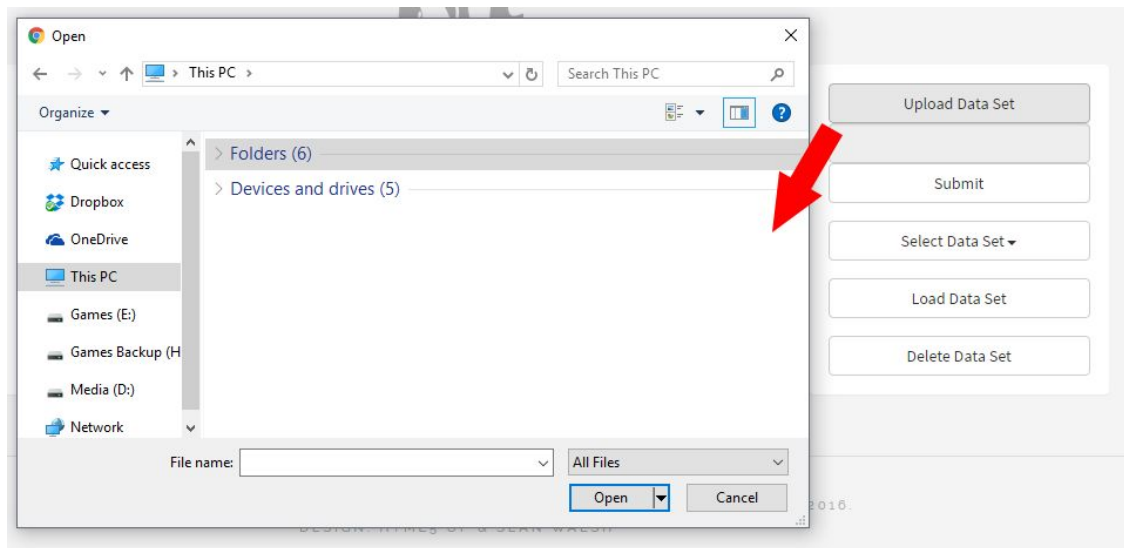 Open
This PC
Search This PC
Organize
Upload Data Set
Quick access
Folders (6)
Dropbox
Devices and drives (5)
Submit
OneDrive
Select Data Set
This PC
Games (E:)
Load Data Set
Games Backup (H
Delete Data Set
Media (D:)
Network
File name:
All Files
Open
Cancel
2016.